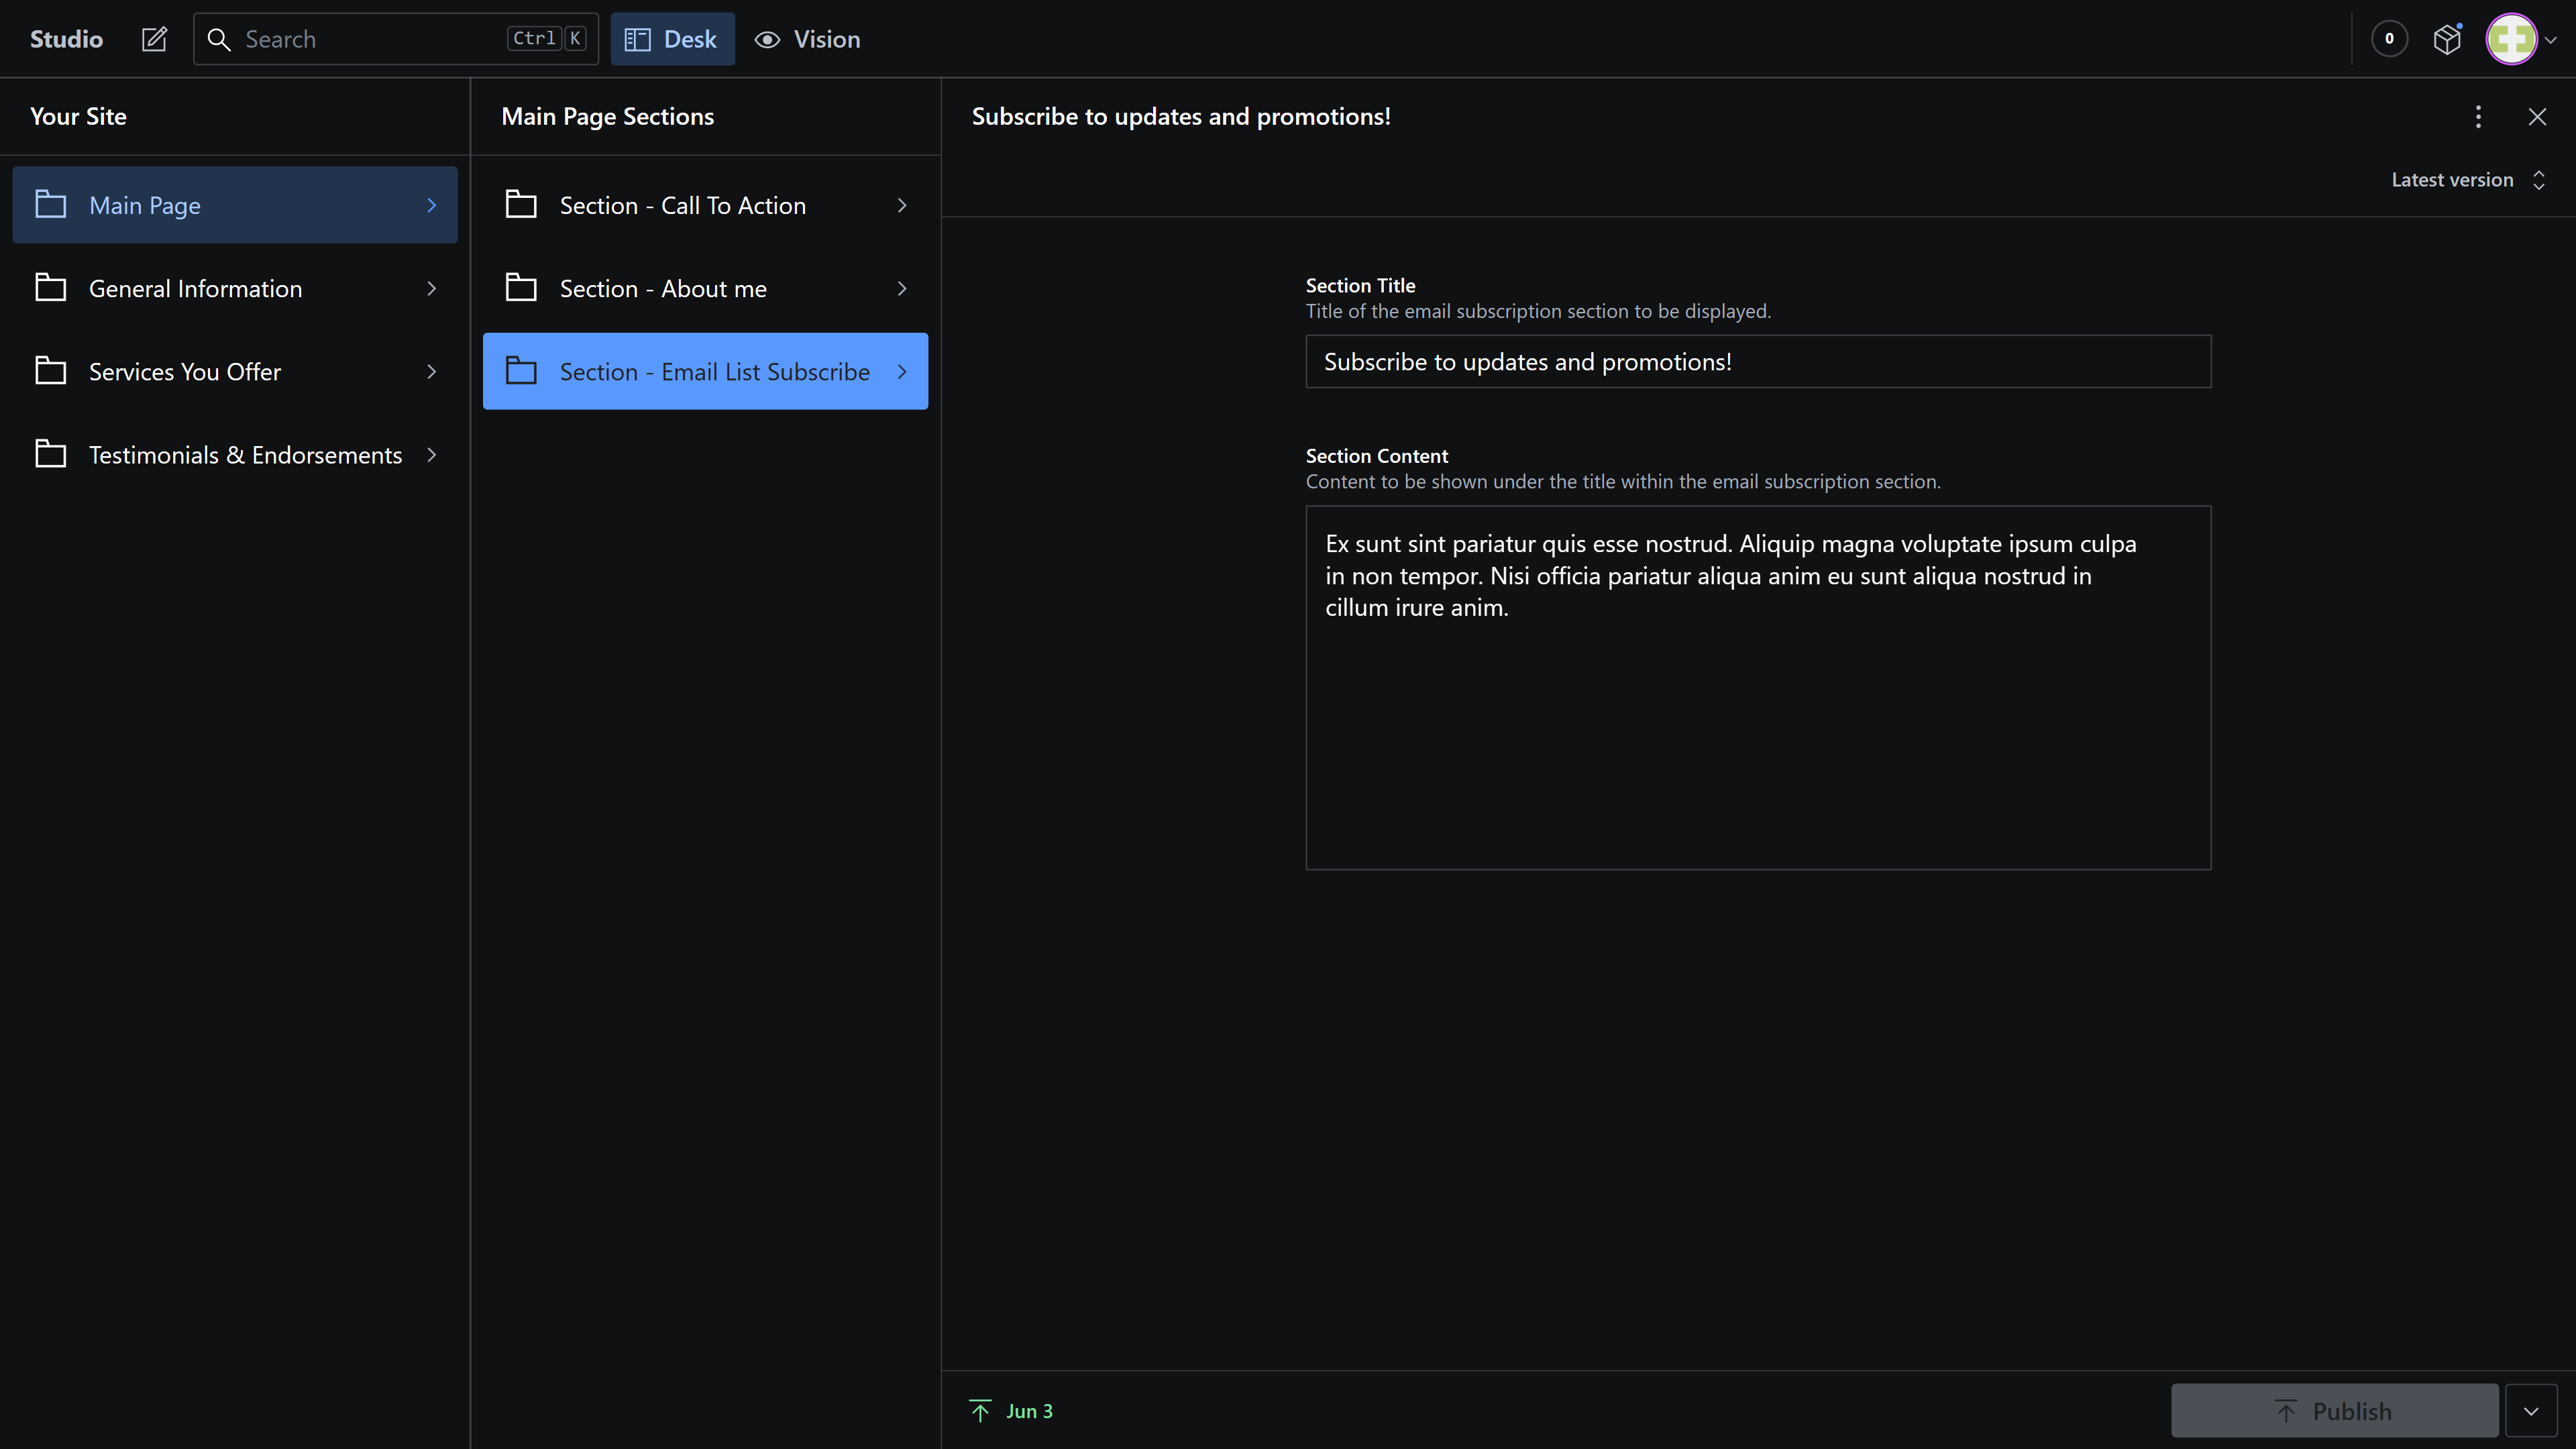 Studio
Search
Ctrl K
Desk
Vision
0
Your Site
Main Page
General Information
Services You Offer
Testimonials & Endorsements
Main Page Sections
Section - Call To Action
Section - About me
Section - Email List Subscribe
Subscribe to updates and promotions!
Latest version
Section Title
Title of the email subscription section to be displayed.
Subscribe to updates and promotions!
Section Content
Content to be shown under the title within the email subscription section.
Ex sunt sint pariatur quis esse nostrud. Aliquip magna voluptate ipsum culpa
in non tempor. Nisi officia pariatur aliqua anim eu sunt aliqua nostrud in
cillum irure anim.
Jun 3
Publish